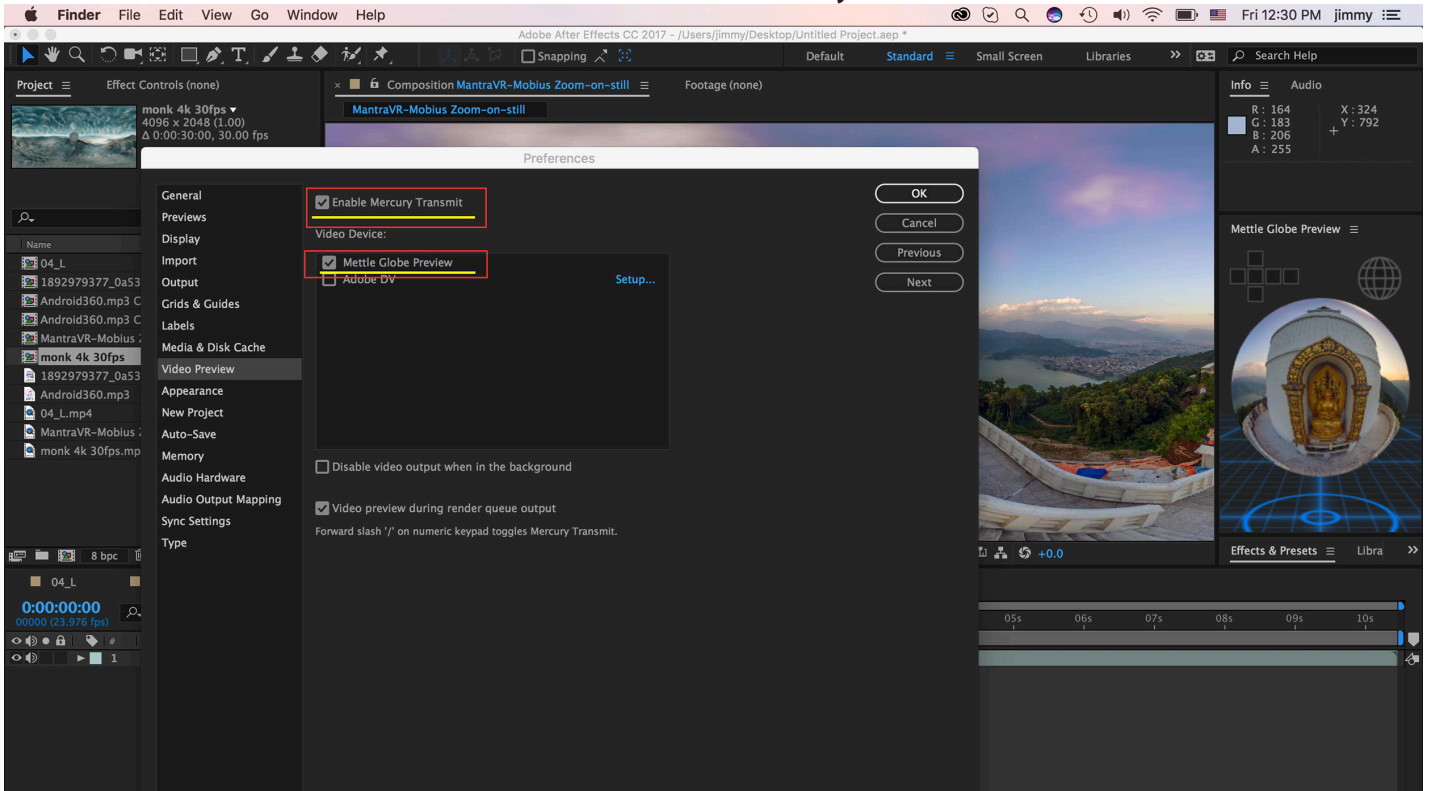 Finder File Edit View Go Window Help Fri 12:30 PM jimmy
Adobe After Effects CC 2017 - /Users/jimmy/Desktop/Untitled Project.aep *
T Snapping Default Standard Small Screen Libraries Search Help
Project Effect Controls (none) × Composition MantraVR-Mobius Zoom-on-still Footage (none) Info Audio
MantraVR-Mobius Zoom-on-still
monk 4k 30fps
4096 x 2048 (1.00)
Δ 0:00:30:00, 30.00 fps
R : 164 X : 324
G : 183 Y : 792
B : 206
A : 255
Preferences
General
Previews
Display
Import
Output
Grids & Guides
Labels
Media & Disk Cache
Video Preview
Appearance
New Project
Auto-Save
Memory
Audio Hardware
Audio Output Mapping
Sync Settings
Type
Enable Mercury Transmit
Video Device:
Mettle Globe Preview
Adobe DV Setup...
Disable video output when in the background
Video preview during render queue output
Forward slash '/' on numeric keypad toggles Mercury Transmit.
OK
Cancel
Previous
Next
Mettle Globe Preview
Name
04_L
1892979377_0a53
Android360.mp3 C
Android360.mp3 C
MantraVR-Mobius
monk 4k 30fps
1892979377_0a53
Android360.mp3
04_L.mp4
MantraVR-Mobius
monk 4k 30fps.mp
8 bpc +0.0
Effects & Presets Libra
04_L
0:00:00:00
00000 (23.976 fps)
05s 06s 07s 08s 09s 10s
#
1